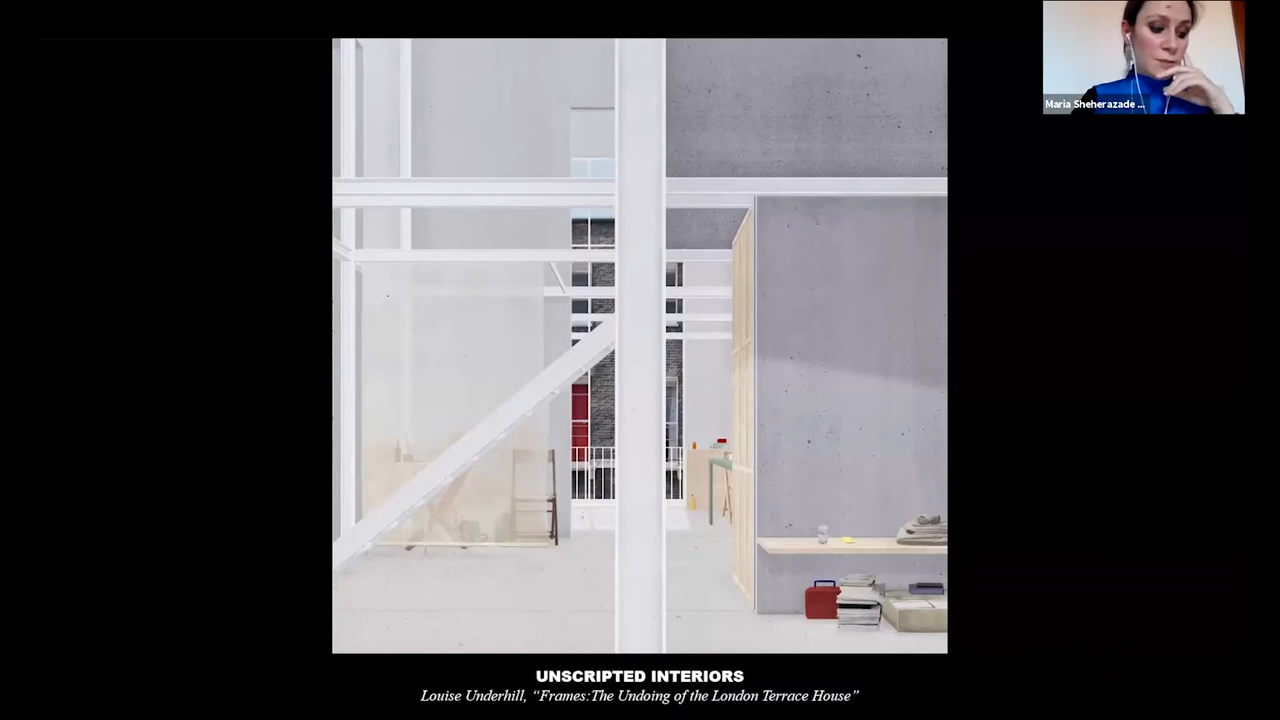 Maria Sheherazade ...
UNSCRIPTED INTERIORS
Louise Underhill, “Frames:The Undoing of the London Terrace House”